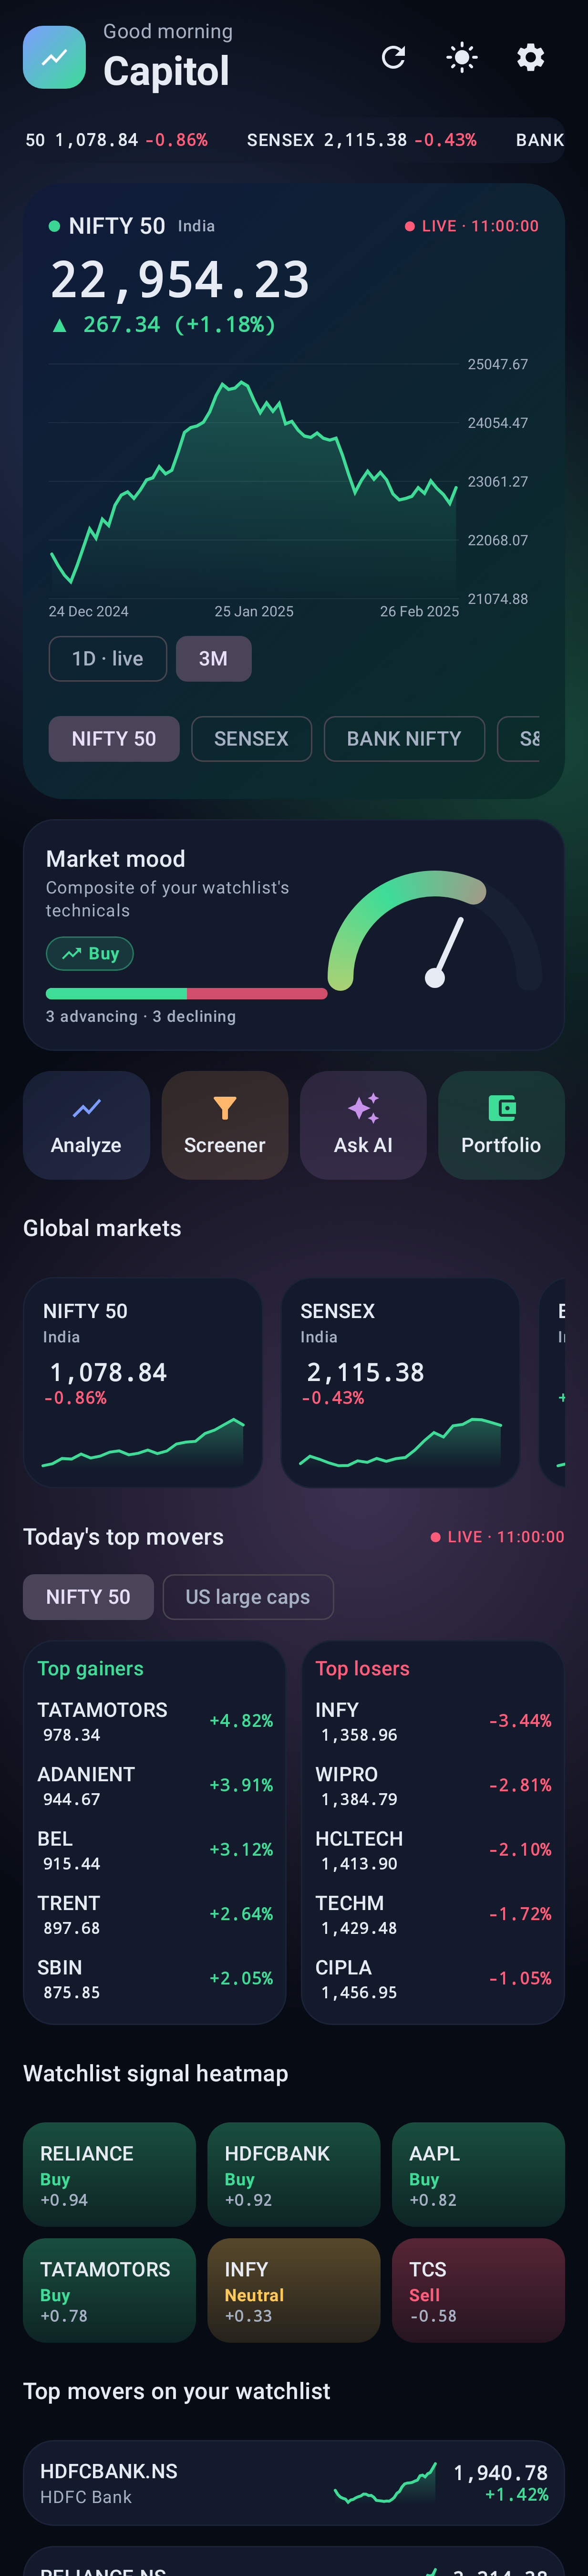 Good morning
Capitol
50 1,078.84 -0.86% SENSEX 2,115.38 -0.43% BANK
NIFTY 50 India LIVE · 11:00:00
22,954.23
▲ 267.34 (+1.18%)
25047.67
24054.47
23061.27
22068.07
21074.88
24 Dec 2024 25 Jan 2025 26 Feb 2025
1D · live 3M
NIFTY 50 SENSEX BANK NIFTY S&
Market mood
Composite of your watchlist's
technicals
Buy
3 advancing · 3 declining
Analyze Screener Ask AI Portfolio
Global markets
NIFTY 50
India
1,078.84
-0.86%
SENSEX
India
2,115.38
-0.43%
Today's top movers LIVE · 11:00:00
NIFTY 50 US large caps
Top gainers
TATAMOTORS +4.82%
978.34
ADANIENT +3.91%
944.67
BEL +3.12%
915.44
TRENT +2.64%
897.68
SBIN +2.05%
875.85
Top losers
INFY -3.44%
1,358.96
WIPRO -2.81%
1,384.79
HCLTECH -2.10%
1,413.90
TECHM -1.72%
1,429.48
CIPLA -1.05%
1,456.95
Watchlist signal heatmap
RELIANCE
Buy
+0.94
HDFCBANK
Buy
+0.92
AAPL
Buy
+0.82
TATAMOTORS
Buy
+0.78
INFY
Neutral
+0.33
TCS
Sell
-0.58
Top movers on your watchlist
HDFCBANK.NS 1,940.78
HDFC Bank +1.42%